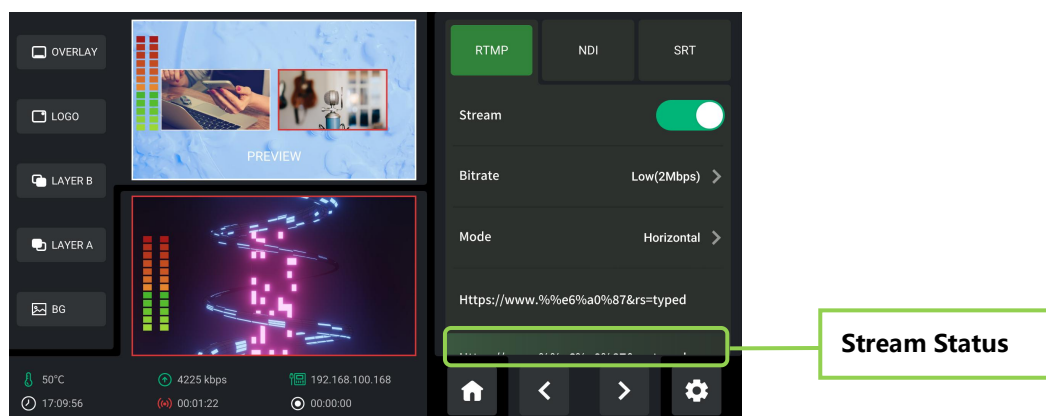 OVERLAY
LOGO
LAYER B
LAYER A
BG
PREVIEW
50°C
4225 kbps
192.168.100.168
17:09:56
00:01:22
00:00:00
RTMP NDI SRT
Stream
Bitrate Low(2Mbps)
Mode Horizontal
Https://www.%%e6%a0%87&rs=typed
Stream Status